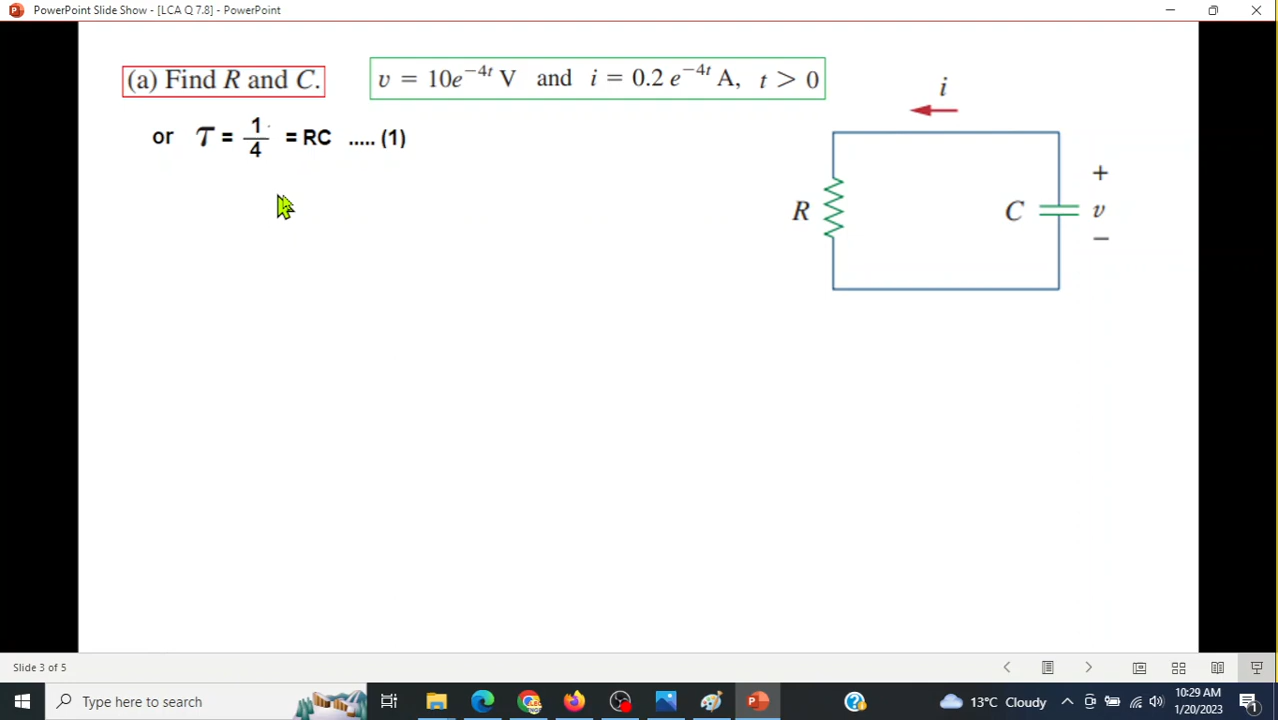 PowerPoint Slide Show - [LCA Q 7.8] - PowerPoint
(a) Find R and C.
v = 10e⁻⁴ᵗ V and i = 0.2 e⁻⁴ᵗ A, t > 0
i
or τ = 1/4 = RC ..... (1)
+
R
C
v
−
Slide 3 of 5
Type here to search
13°C Cloudy
10:29 AM
1/20/2023
1